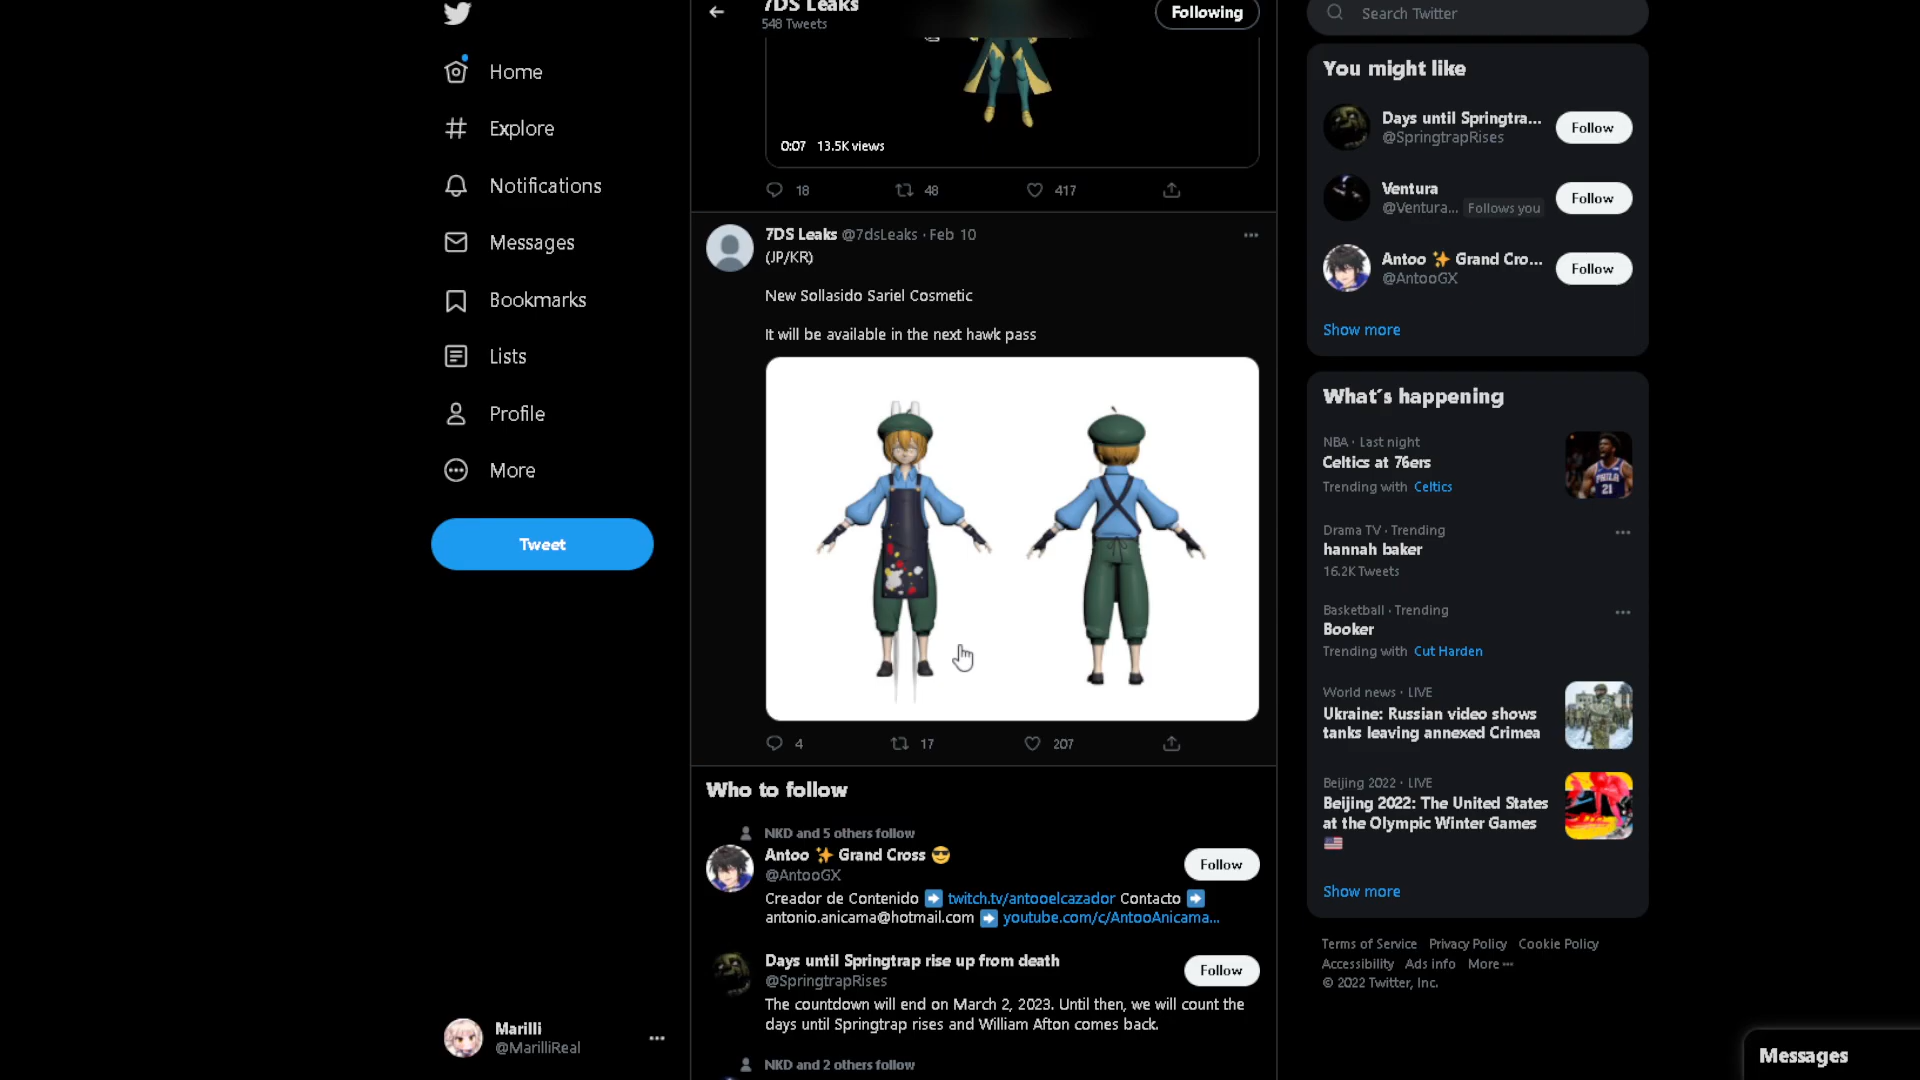 Home
Explore
Notifications
Messages
Bookmarks
Lists
Profile
More
Tweet
Marilli
@MarilliReal
7DS Leaks
548 Tweets
Following
0:07 13.5K views
18 48 417
7DS Leaks @7dsLeaks · Feb 10
(JP/KR)
New Sollasido Sariel Cosmetic
It will be available in the next hawk pass
4 17 207
Who to follow
NKD and 5 others follow
Antoo ✨ Grand Cross 😎
@AntooGX
Follow
Creador de Contenido ➡ twitch.tv/antooelcazador Contacto ➡
antonio.anicama@hotmail.com ➡ youtube.com/c/AntooAnicama...
Days until Springtrap rise up from death
@SpringtrapRises
Follow
The countdown will end on March 2, 2023. Until then, we will count the
days until Springtrap rises and William Afton comes back.
NKD and 2 others follow
Search Twitter
You might like
Days until Springtra...
@SpringtrapRises
Follow
Ventura
@Ventura... Follows you
Follow
Antoo ✨ Grand Cro...
@AntooGX
Follow
Show more
What's happening
NBA · Last night
Celtics at 76ers
Trending with Celtics
PHILA
21
Drama TV · Trending
hannah baker
16.2K Tweets
Basketball · Trending
Booker
Trending with Cut Harden
World news · LIVE
Ukraine: Russian video shows
tanks leaving annexed Crimea
Beijing 2022 · LIVE
Beijing 2022: The United States
at the Olympic Winter Games
🇺🇸
Show more
Terms of Service Privacy Policy Cookie Policy
Accessibility Ads info More ···
© 2022 Twitter, Inc.
Messages